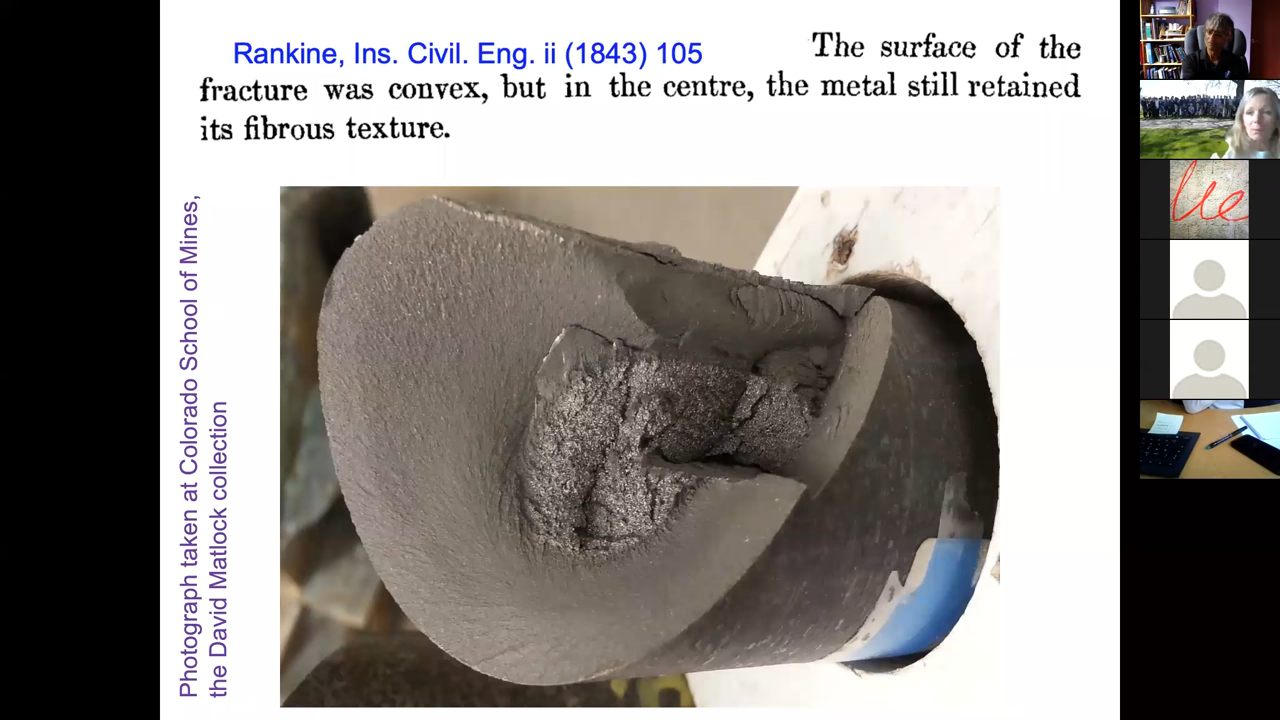 Rankine, Ins. Civil. Eng. ii (1843) 105
The surface of the
fracture was convex, but in the centre, the metal still retained
its fibrous texture.
Photograph taken at Colorado School of Mines,
the David Matlock collection